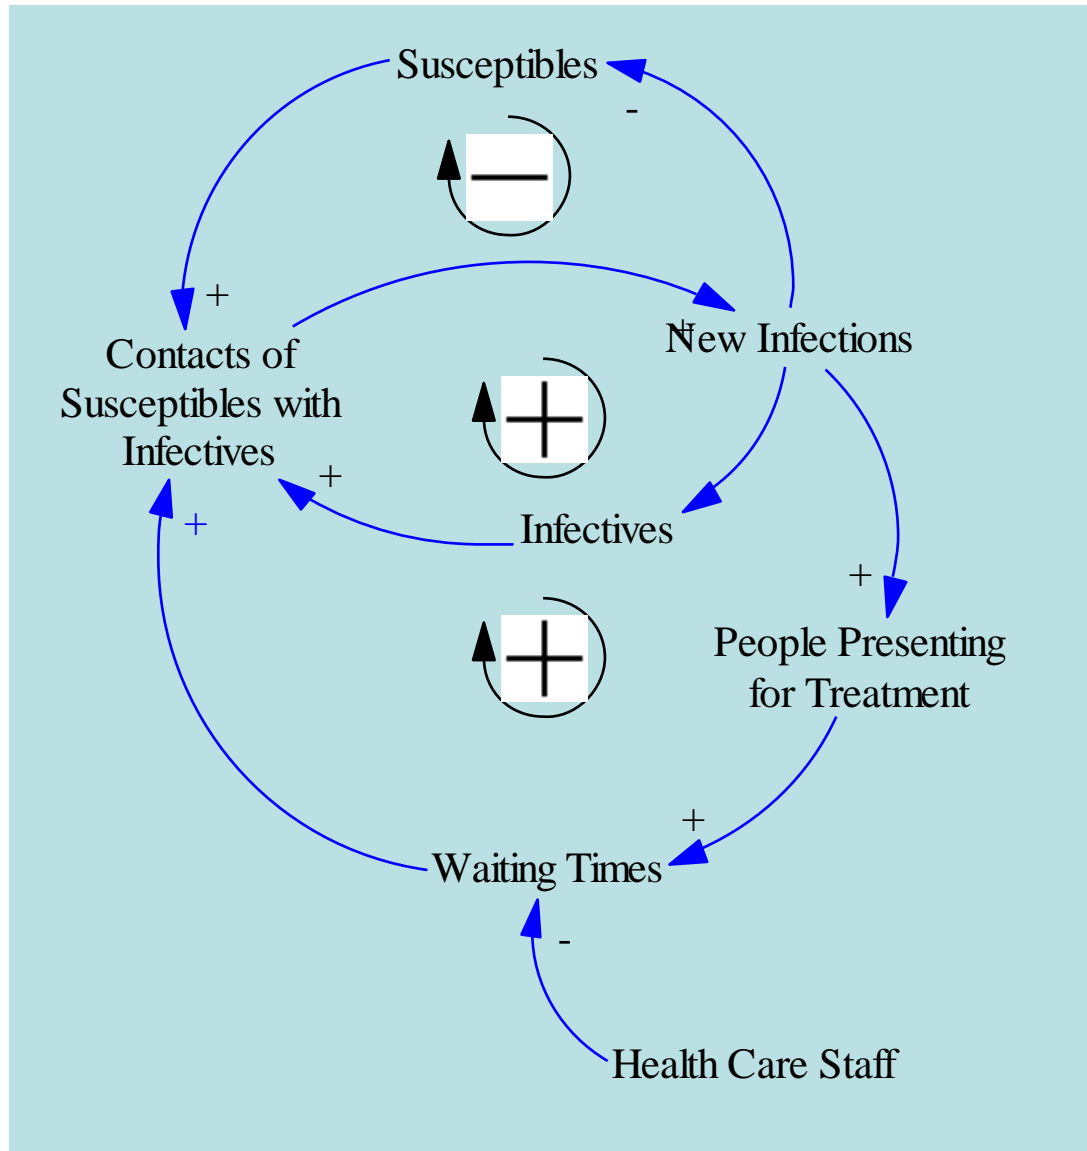 Susceptibles
-
−
+
+
New Infections
Contacts of
Susceptibles with
Infectives
+
+
+
Infectives
+
+
People Presenting
for Treatment
+
Waiting Times
-
Health Care Staff